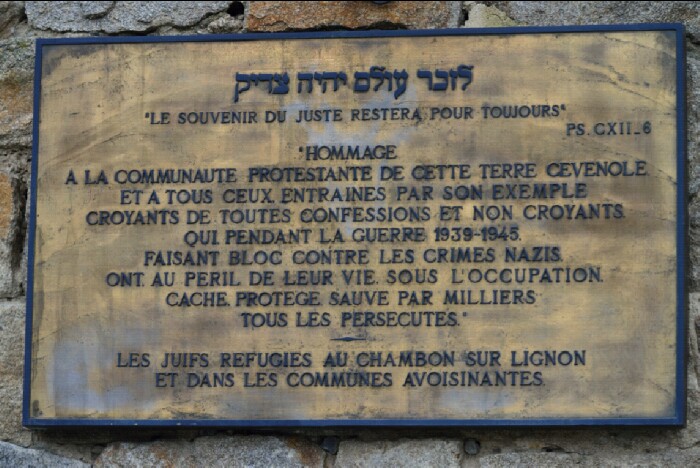 לזכר עולם יהיה צדיק
"LE SOUVENIR DU JUSTE RESTERA POUR TOUJOURS"
PS. CXII_6
"HOMMAGE
A LA COMMUNAUTE PROTESTANTE DE CETTE TERRE CEVENOLE
ET A TOUS CEUX ENTRAINES PAR SON EXEMPLE
CROYANTS DE TOUTES CONFESSIONS ET NON CROYANTS.
QUI PENDANT LA GUERRE 1939-1945.
FAISANT BLOC CONTRE LES CRIMES NAZIS.
ONT. AU PERIL DE LEUR VIE. SOUS L'OCCUPATION.
CACHE. PROTEGE. SAUVE PAR MILLIERS
TOUS LES PERSECUTES."
LES JUIFS REFUGIES AU CHAMBON SUR LIGNON
ET DANS LES COMMUNES AVOISINANTES.